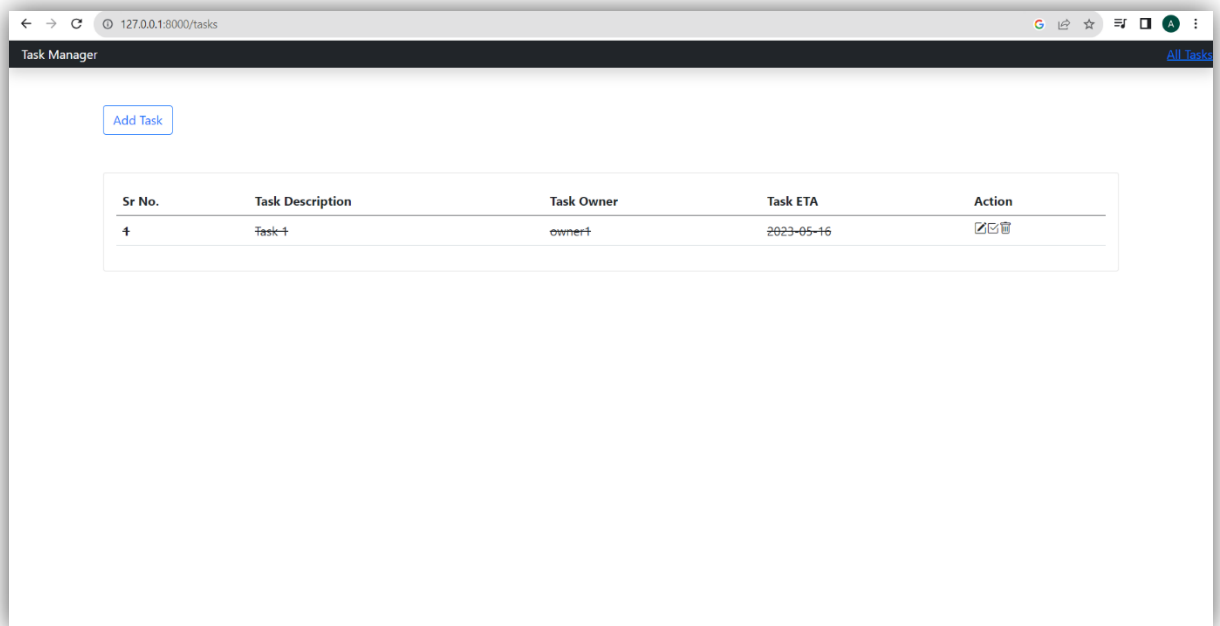 127.0.0.1:8000/tasks
G
A
Task Manager All Tasks
Add Task
Sr No. Task Description Task Owner Task ETA Action
1 Task 1 owner1 2023-05-16